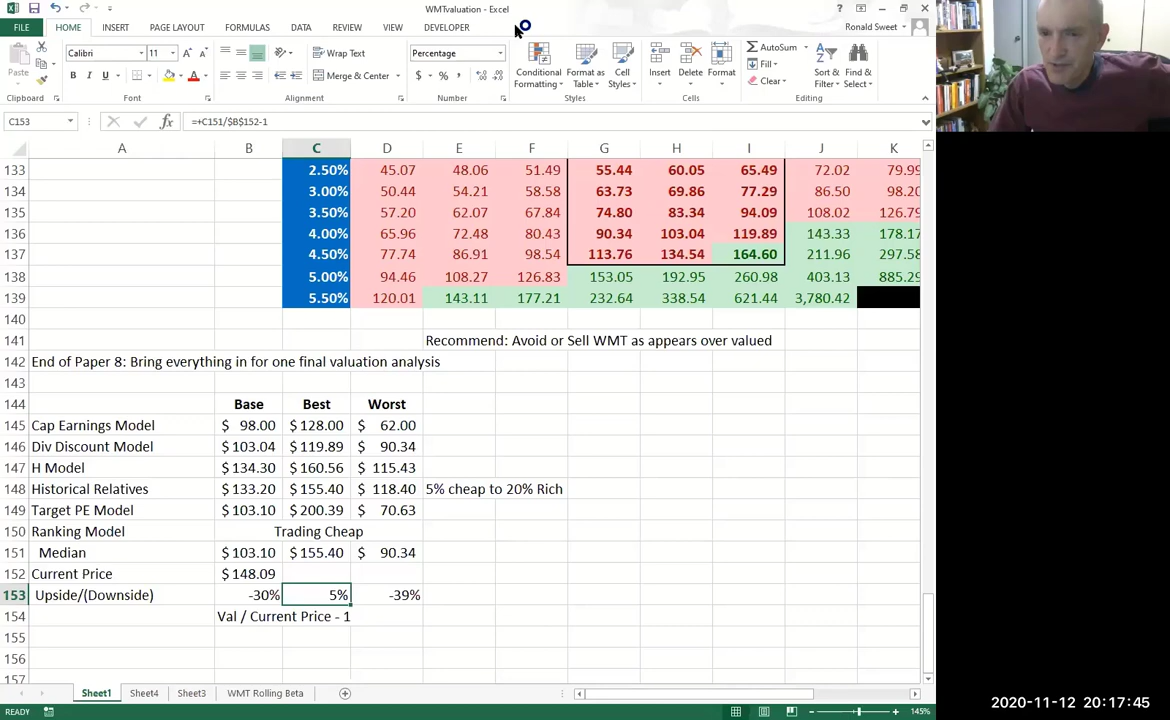 WMTvaluation - Excel
FILE HOME INSERT PAGE LAYOUT FORMULAS DATA REVIEW VIEW DEVELOPER Ronald Sweet
Paste Calibri 11 Wrap Text Percentage Conditional Format as Cell Insert Delete Format AutoSum Sort & Find &
B I U Merge & Center $ % Formatting Table Styles Fill Clear Filter Select
Clipboard Font Alignment Number Styles Cells Editing
C153 fx =+C151/$B$152-1
A B C D E F G H I J K
133 2.50% 45.07 48.06 51.49 55.44 60.05 65.49 72.02 79.99
134 3.00% 50.44 54.21 58.58 63.73 69.86 77.29 86.50 98.20
135 3.50% 57.20 62.07 67.84 74.80 83.34 94.09 108.02 126.79
136 4.00% 65.96 72.48 80.43 90.34 103.04 119.89 143.33 178.17
137 4.50% 77.74 86.91 98.54 113.76 134.54 164.60 211.96 297.58
138 5.00% 94.46 108.27 126.83 153.05 192.95 260.98 403.13 885.29
139 5.50% 120.01 143.11 177.21 232.64 338.54 621.44 3,780.42
140
141 Recommend: Avoid or Sell WMT as appears over valued
142 End of Paper 8: Bring everything in for one final valuation analysis
143
144 Base Best Worst
145 Cap Earnings Model $ 98.00 $ 128.00 $ 62.00
146 Div Discount Model $ 103.04 $ 119.89 $ 90.34
147 H Model $ 134.30 $ 160.56 $ 115.43
148 Historical Relatives $ 133.20 $ 155.40 $ 118.40 5% cheap to 20% Rich
149 Target PE Model $ 103.10 $ 200.39 $ 70.63
150 Ranking Model Trading Cheap
151 Median $ 103.10 $ 155.40 $ 90.34
152 Current Price $ 148.09
153 Upside/(Downside) -30% 5% -39%
154 Val / Current Price - 1
155
156
157
Sheet1 Sheet4 Sheet3 WMT Rolling Beta
READY 145%
2020-11-12 20:17:45